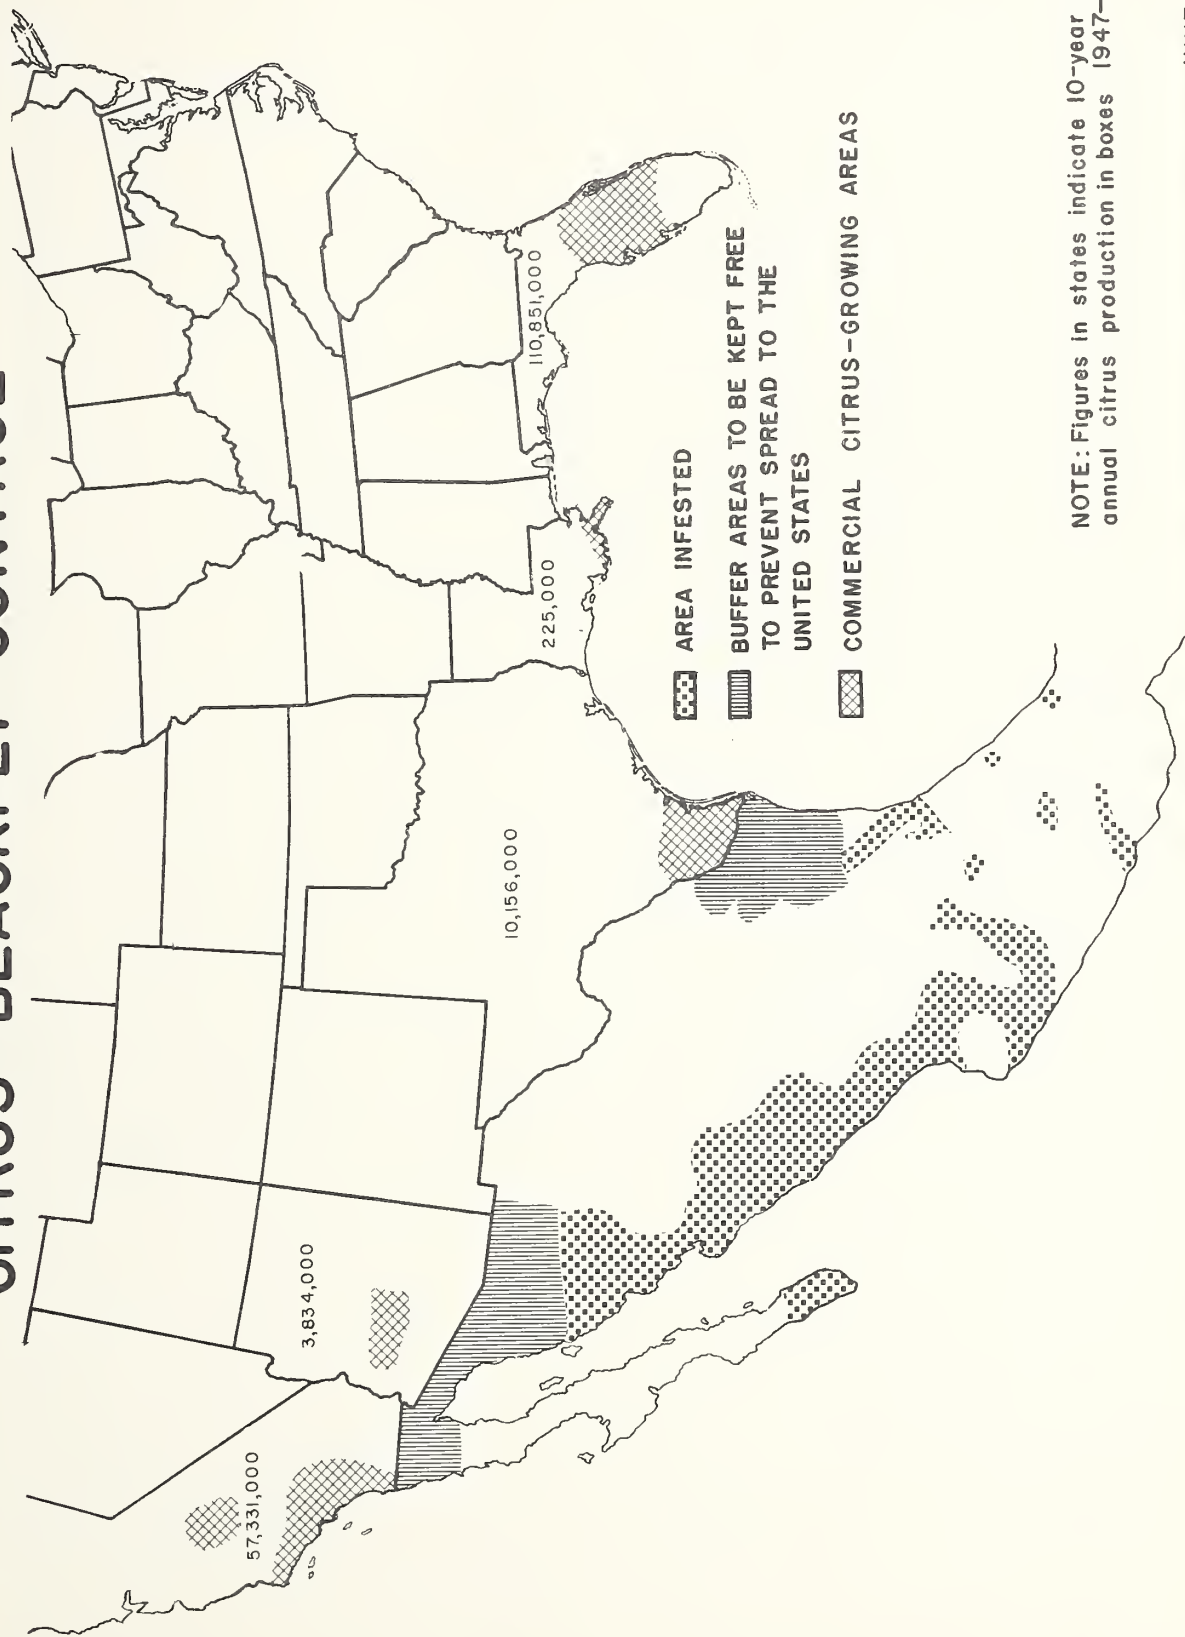 3,834,000
57,331,000
10,156,000
225,000
110,851,000
AREA INFESTED
BUFFER AREAS TO BE KEPT FREE
TO PREVENT SPREAD TO THE
UNITED STATES
COMMERCIAL CITRUS-GROWING AREAS
NOTE: Figures in states indicate 10-year
annual citrus production in boxes 1947-